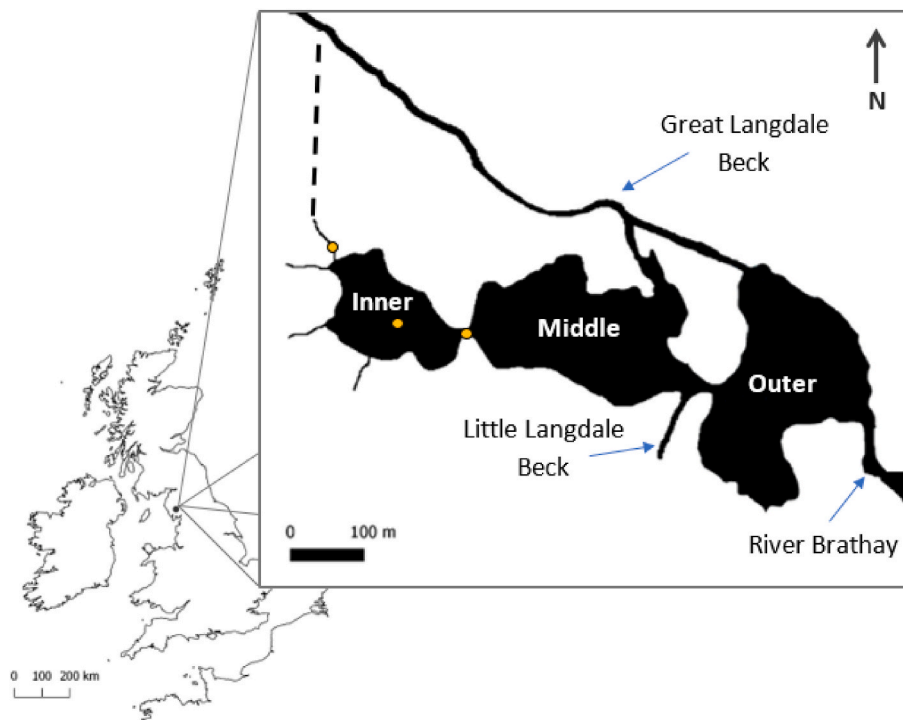 N
Great Langdale
Beck
Inner
Middle
Outer
Little Langdale
Beck
0 100 m
River Brathay
0 100 200 km